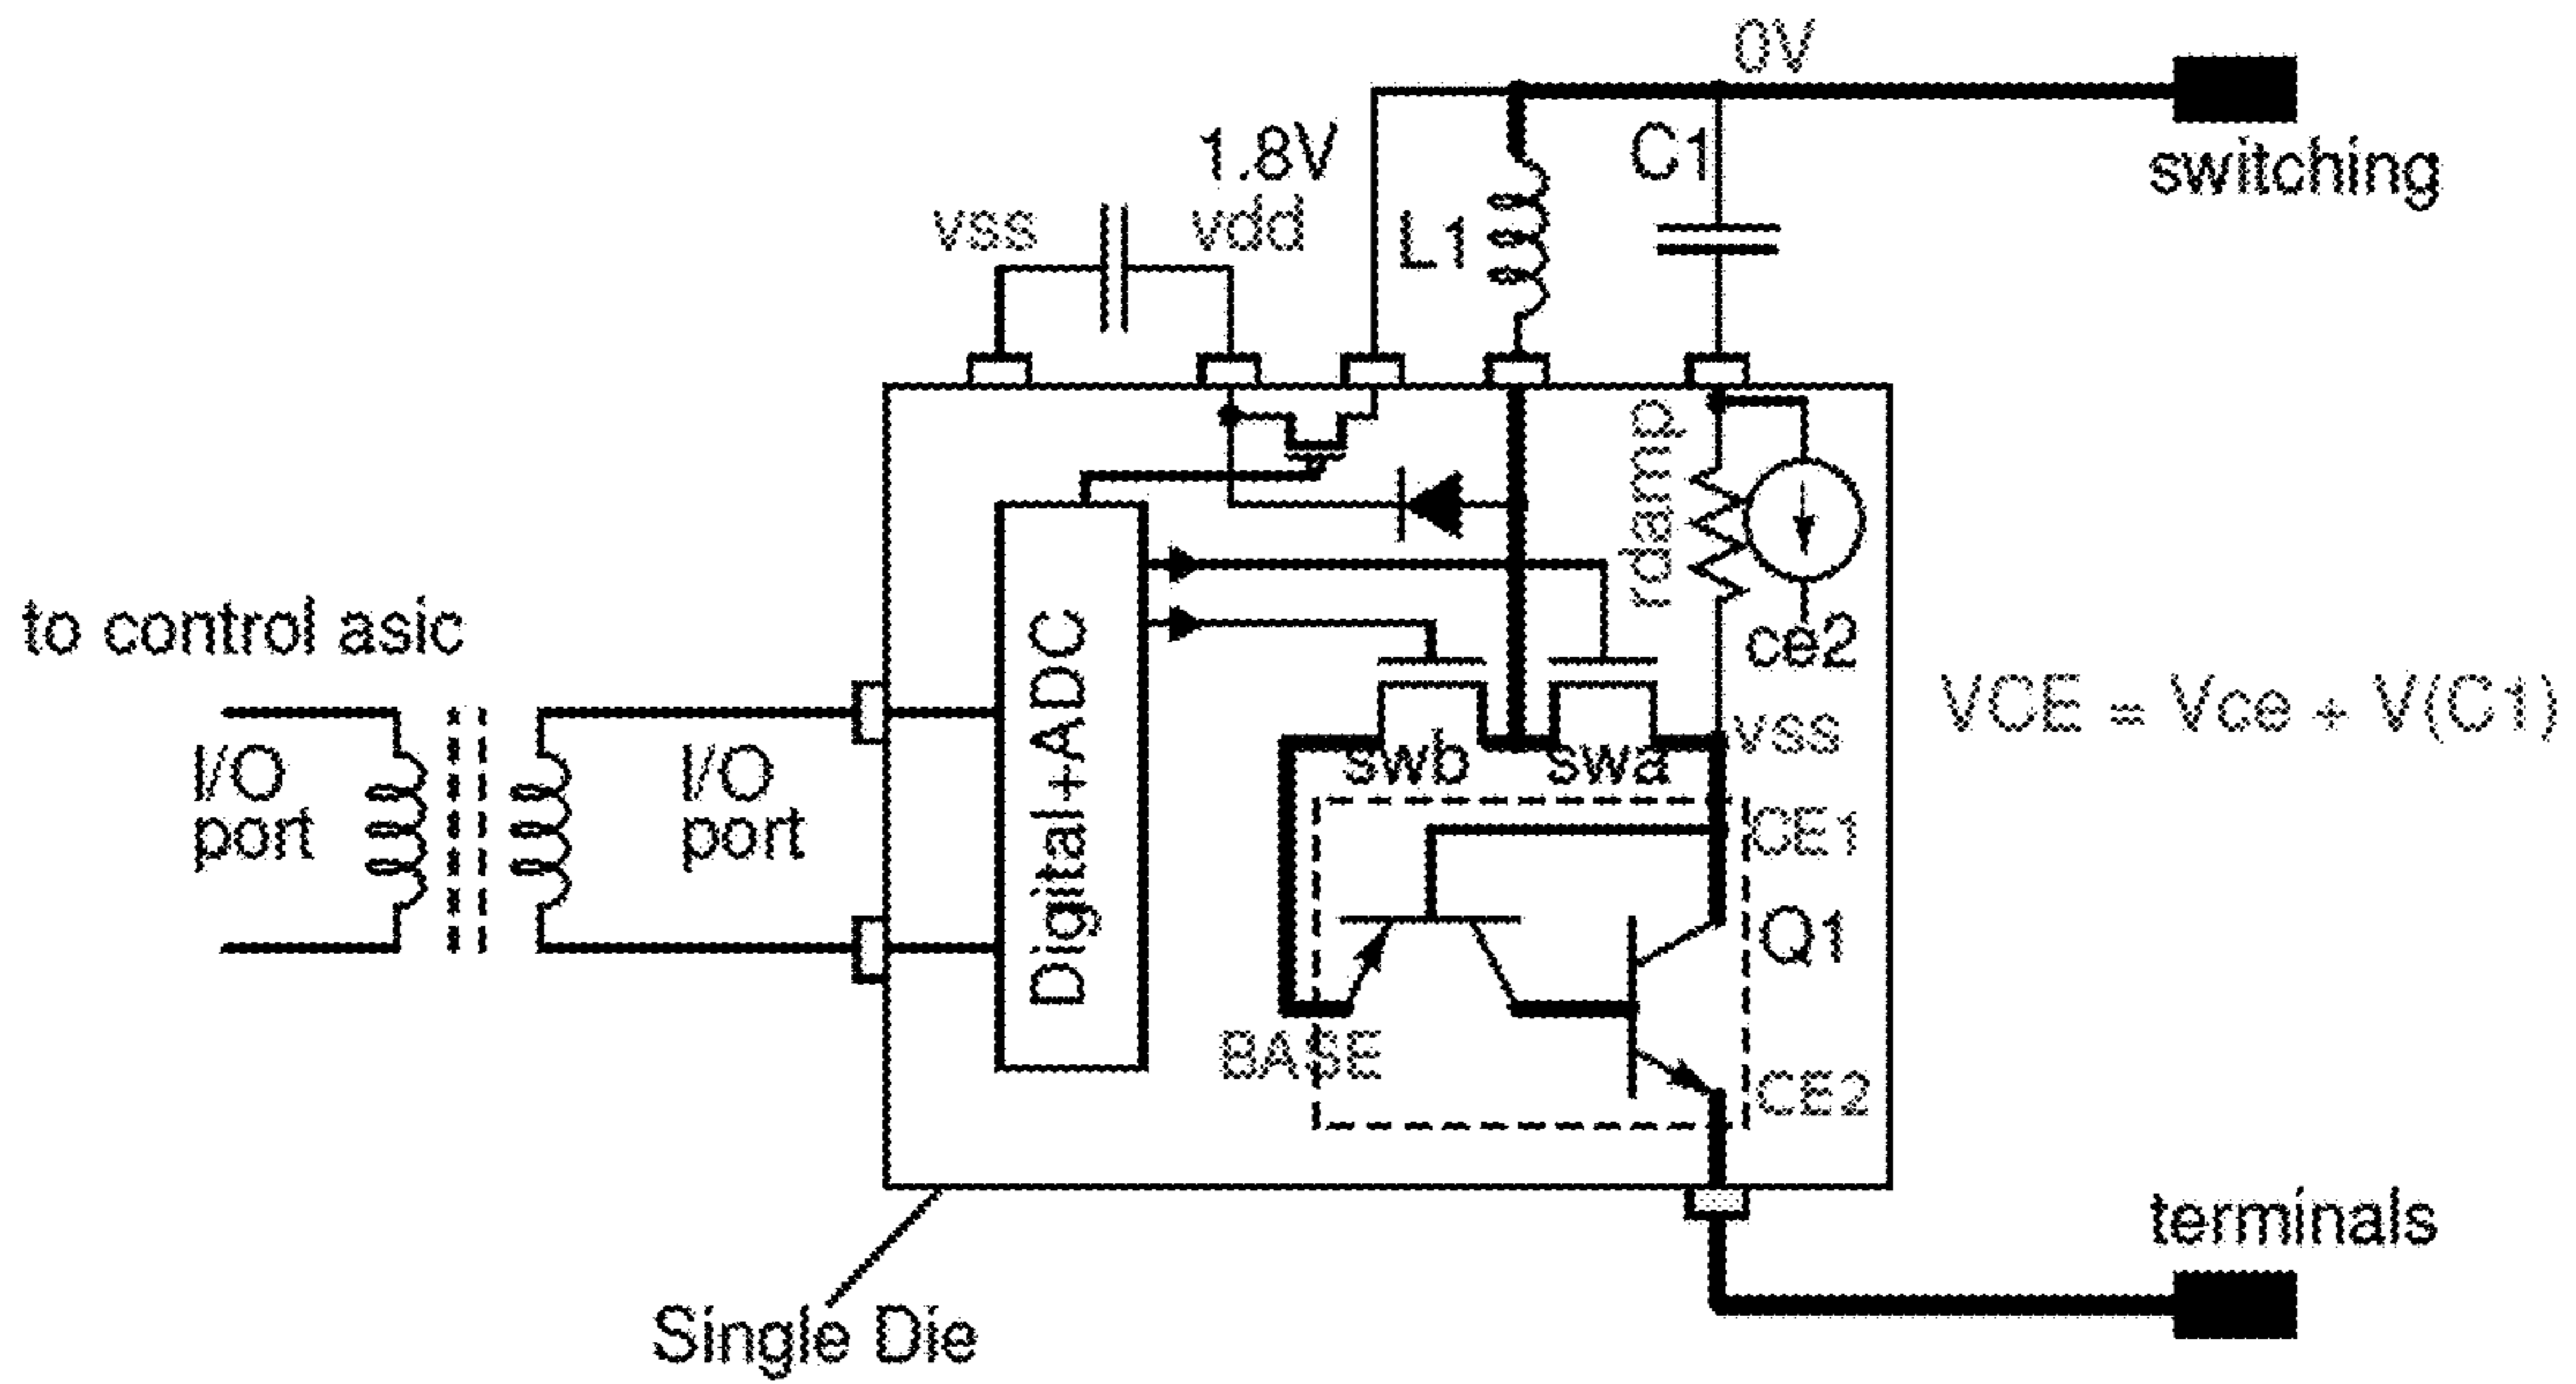 0V
switching
1.8V
vss
vdd
L1
C1
rdamp
ce2
to control asic
I/O
port
I/O
port
Digital+ADC
swb
swa
vss
VCE = Vce + V(C1)
CE1
Q1
BASE
CE2
terminals
Single Die